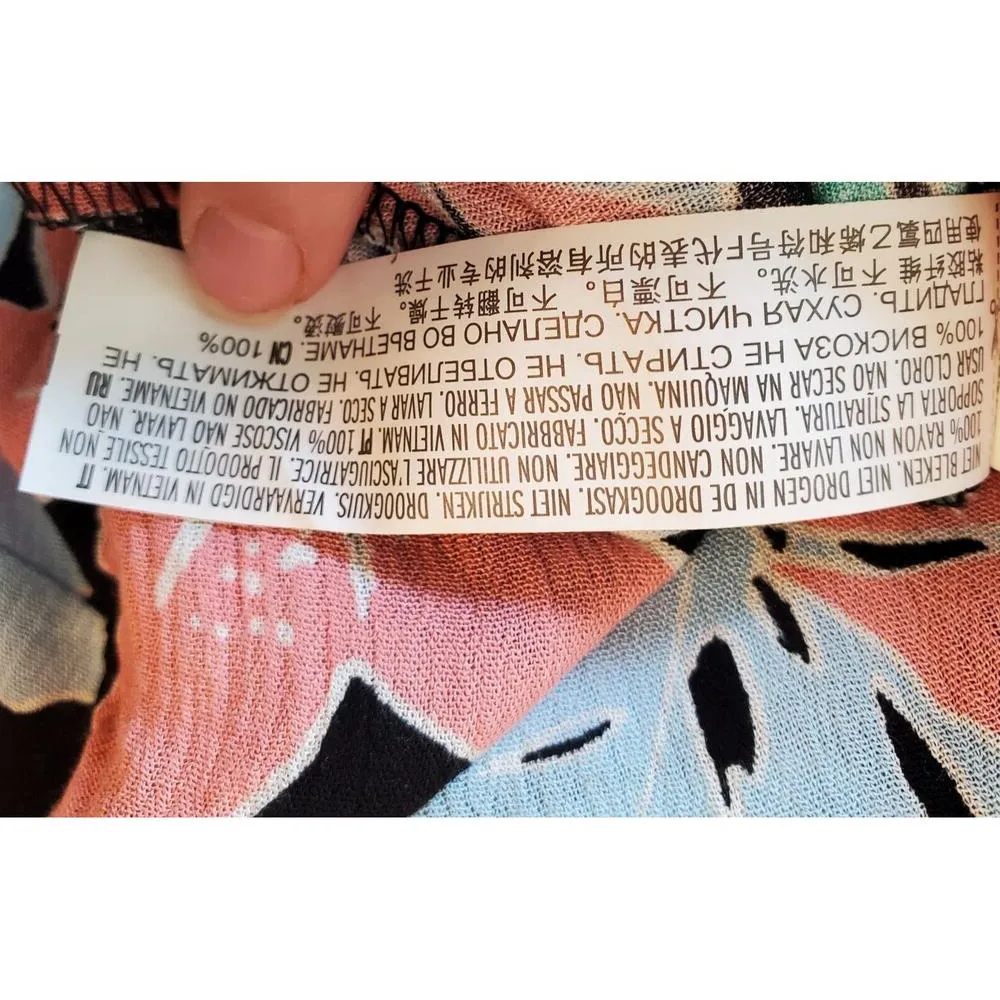 NIET BLEKEN. NIET DROGEN IN DE DROOGKAST. NIET STRIJKEN. DROOGKUIS. VERVAARDIGD IN VIETNAM. IT
100% RAYON NON LAVARE. NON CANDEGGIARE. NON UTILIZZARE L'ASCIUGATRICE. IL PRODOTTO TESSILE NON
SOPPORTA LA STIRATURA. LAVAGGIO A SECCO. FABBRICATO IN VIETNAM. PT 100% VISCOSE NÃO LAVAR. NÃO
USAR CLORO. NÃO SECAR NA MÁQUINA. NÃO PASSAR A FERRO. LAVAR A SECO. FABRICADO NO VIETNAME. RU
100% ВИСКОЗА НЕ СТИРАТЬ. НЕ ОТБЕЛИВАТЬ. НЕ ОТЖИМАТЬ. НЕ
ГЛАДИТЬ. СУХАЯ ЧИСТКА. СДЕЛАНО ВО ВЬЕТНАМЕ. CN 100%
粘胶纤维 不可水洗。 不可漂白。 不可翻转干燥。 不可熨烫。
使用四氯乙烯和符号F代表的所有溶剂的专业干洗